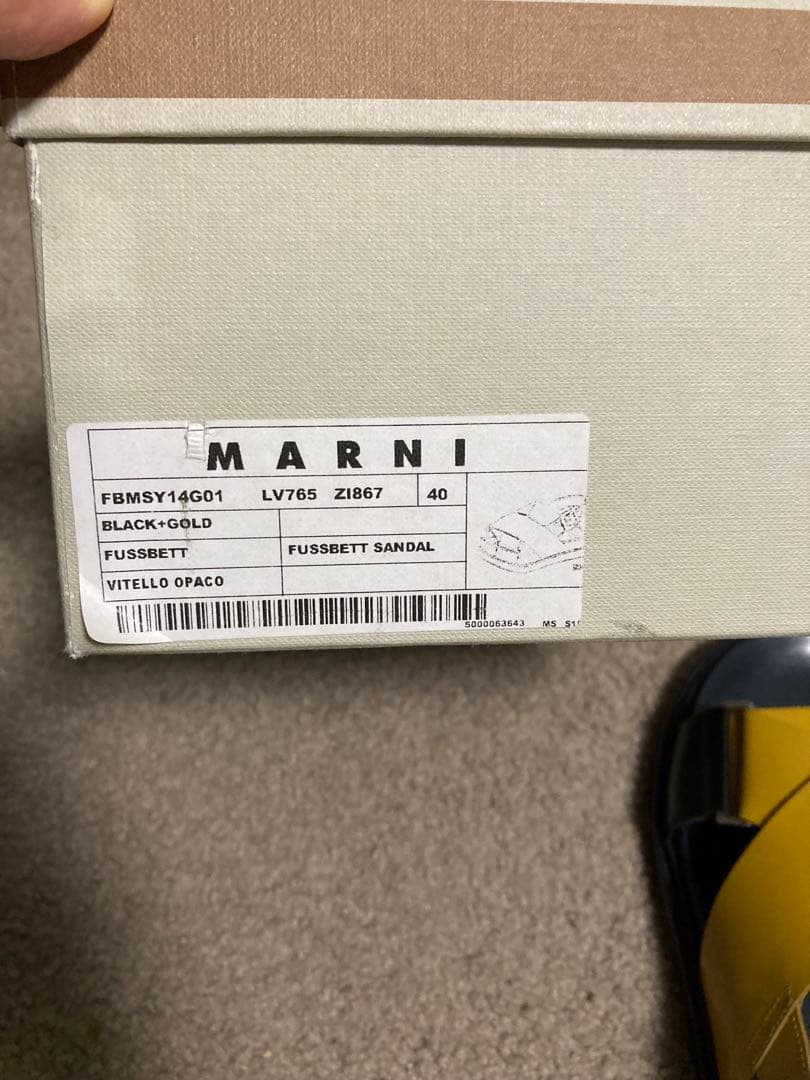 MARNI
FBMSY14G01 LV765 ZI867 40
BLACK+GOLD
FUSSBETT FUSSBETT SANDAL
VITELLO OPACO
5000063643 MS